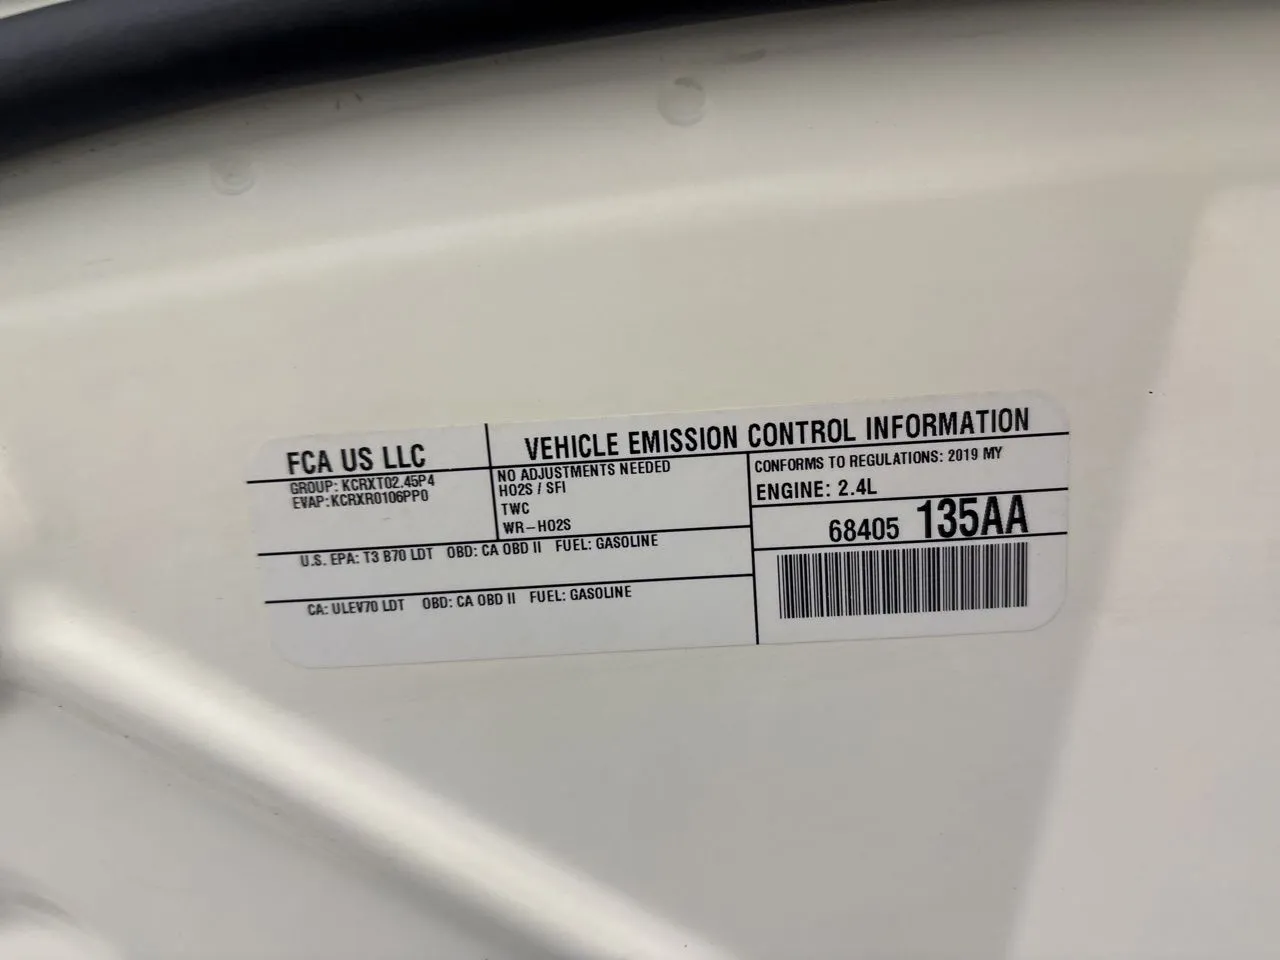 FCA US LLC
GROUP: KCRXT02.45P4
EVAP:KCRXR0106PP0
VEHICLE EMISSION CONTROL INFORMATION
NO ADJUSTMENTS NEEDED
HO2S / SFI
TWC
WR-HO2S
CONFORMS TO REGULATIONS: 2019 MY
ENGINE: 2.4L
68405 135AA
U.S. EPA: T3 B70 LDT OBD: CA OBD II FUEL: GASOLINE
CA: ULEV70 LDT OBD: CA OBD II FUEL: GASOLINE